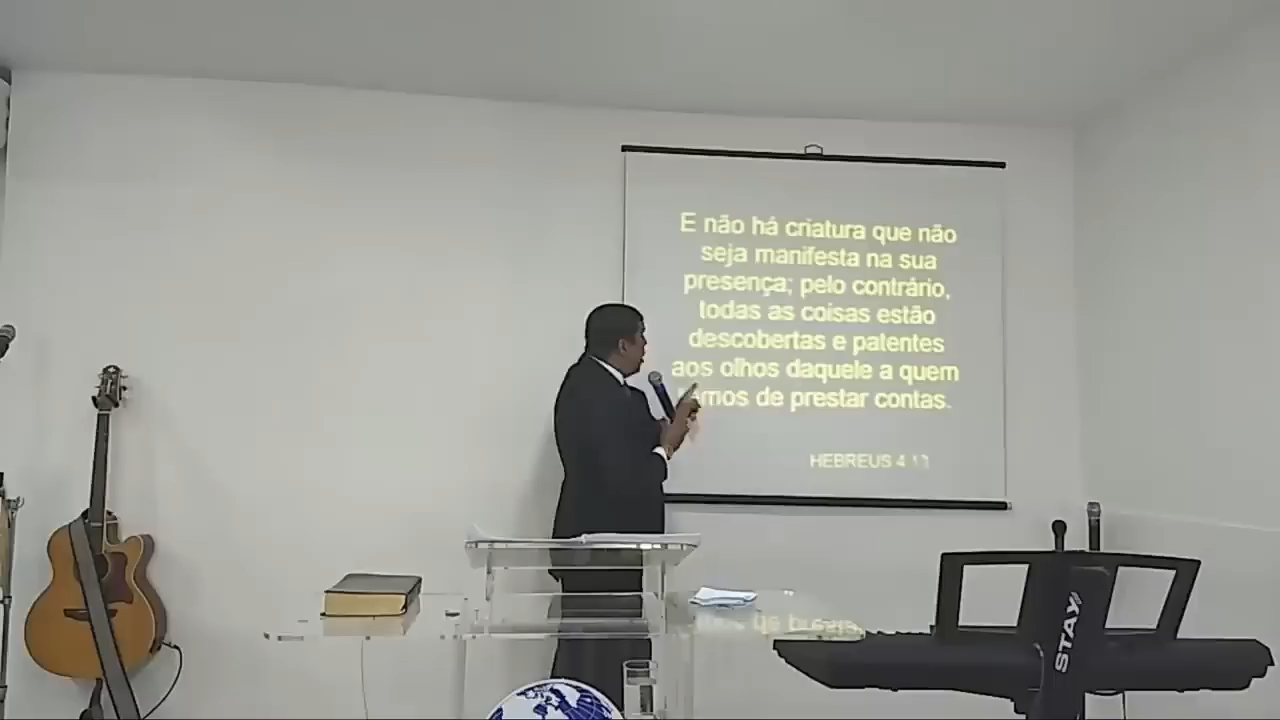 E não há criatura que não
seja manifesta na sua
presença; pelo contrário,
todas as coisas estão
descobertas e patentes
aos olhos daquele a quem
de prestar contas.
HEBREUS 4.13
STAY